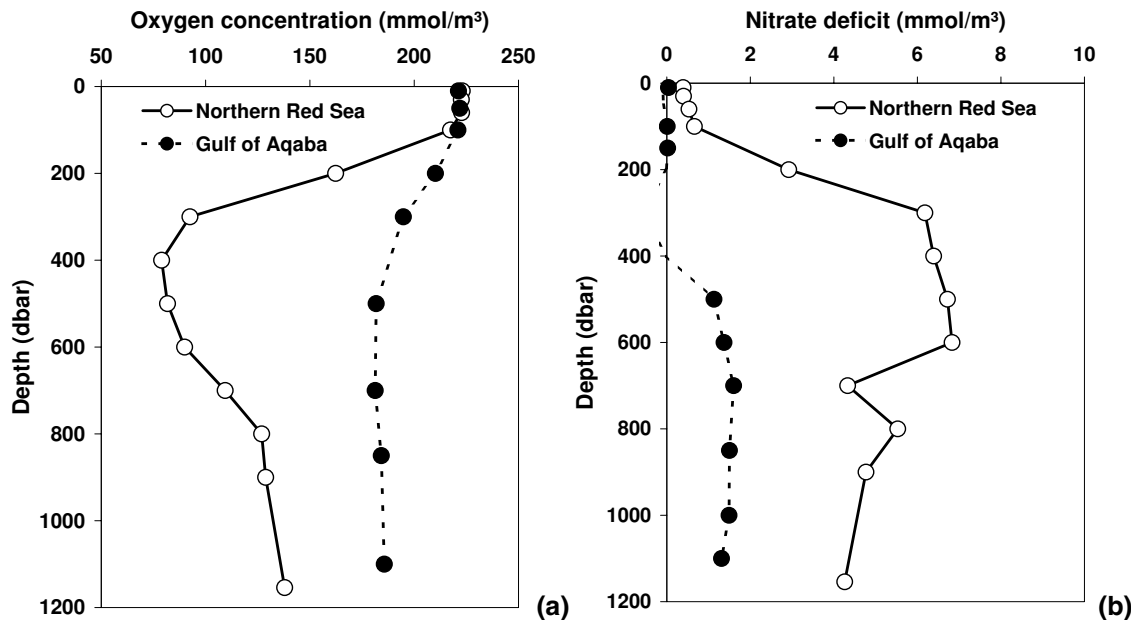 Oxygen concentration (mmol/m³)
50 100 150 200 250
0
200
400
600
800
1000
1200
Depth (dbar)
Northern Red Sea
Gulf of Aqaba
(a)
Nitrate deficit (mmol/m³)
0 2 4 6 8 10
0
200
400
600
800
1000
1200
Depth (dbar)
Northern Red Sea
Gulf of Aqaba
(b)